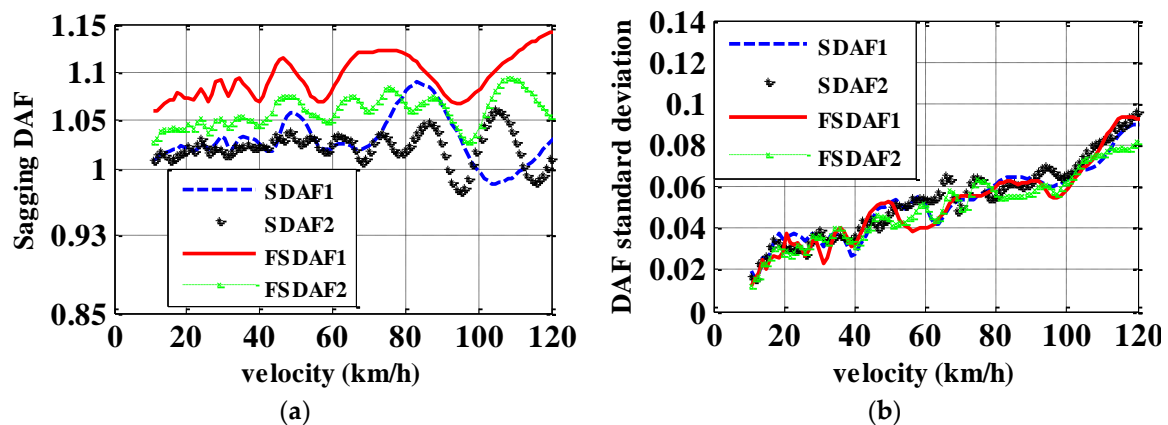 1.15
1.1
1.05
1
0.93
0.85
Sagging DAF
SDAF1
SDAF2
FSDAF1
FSDAF2
0 20 40 60 80 100 120
velocity (km/h)
(a)
0.14
0.12
0.1
0.08
0.06
0.04
0.02
0
DAF standard deviation
SDAF1
SDAF2
FSDAF1
FSDAF2
0 20 40 60 80 100 120
velocity (km/h)
(b)